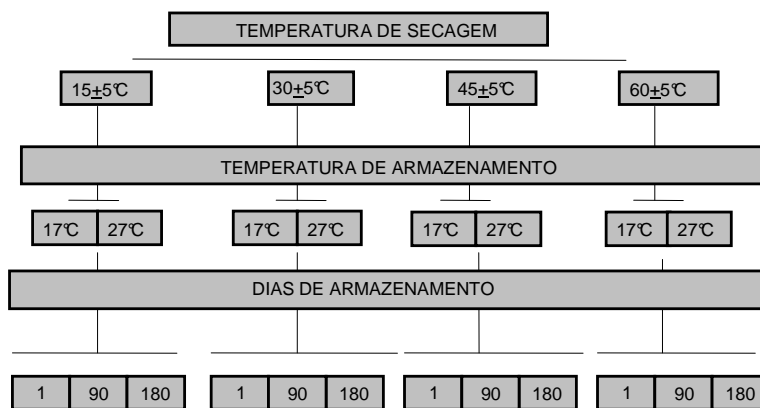 TEMPERATURA DE SECAGEM
15±5°C 30±5°C 45±5°C 60±5°C
TEMPERATURA DE ARMAZENAMENTO
17°C 27°C 17°C 27°C 17°C 27°C 17°C 27°C
DIAS DE ARMAZENAMENTO
1 90 180 1 90 180 1 90 180 1 90 180